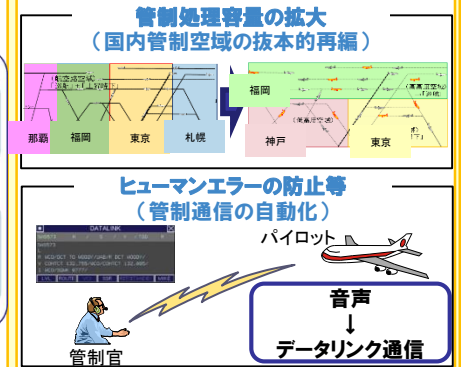 管制処理容量の拡大
（国内管制空域の抜本的再編）
那覇
福岡
東京
札幌
福岡
神戸
東京
ヒューマンエラーの防止等
（管制通信の自動化）
DATALINK
パイロット
管制官
音声
↓
データリンク通信